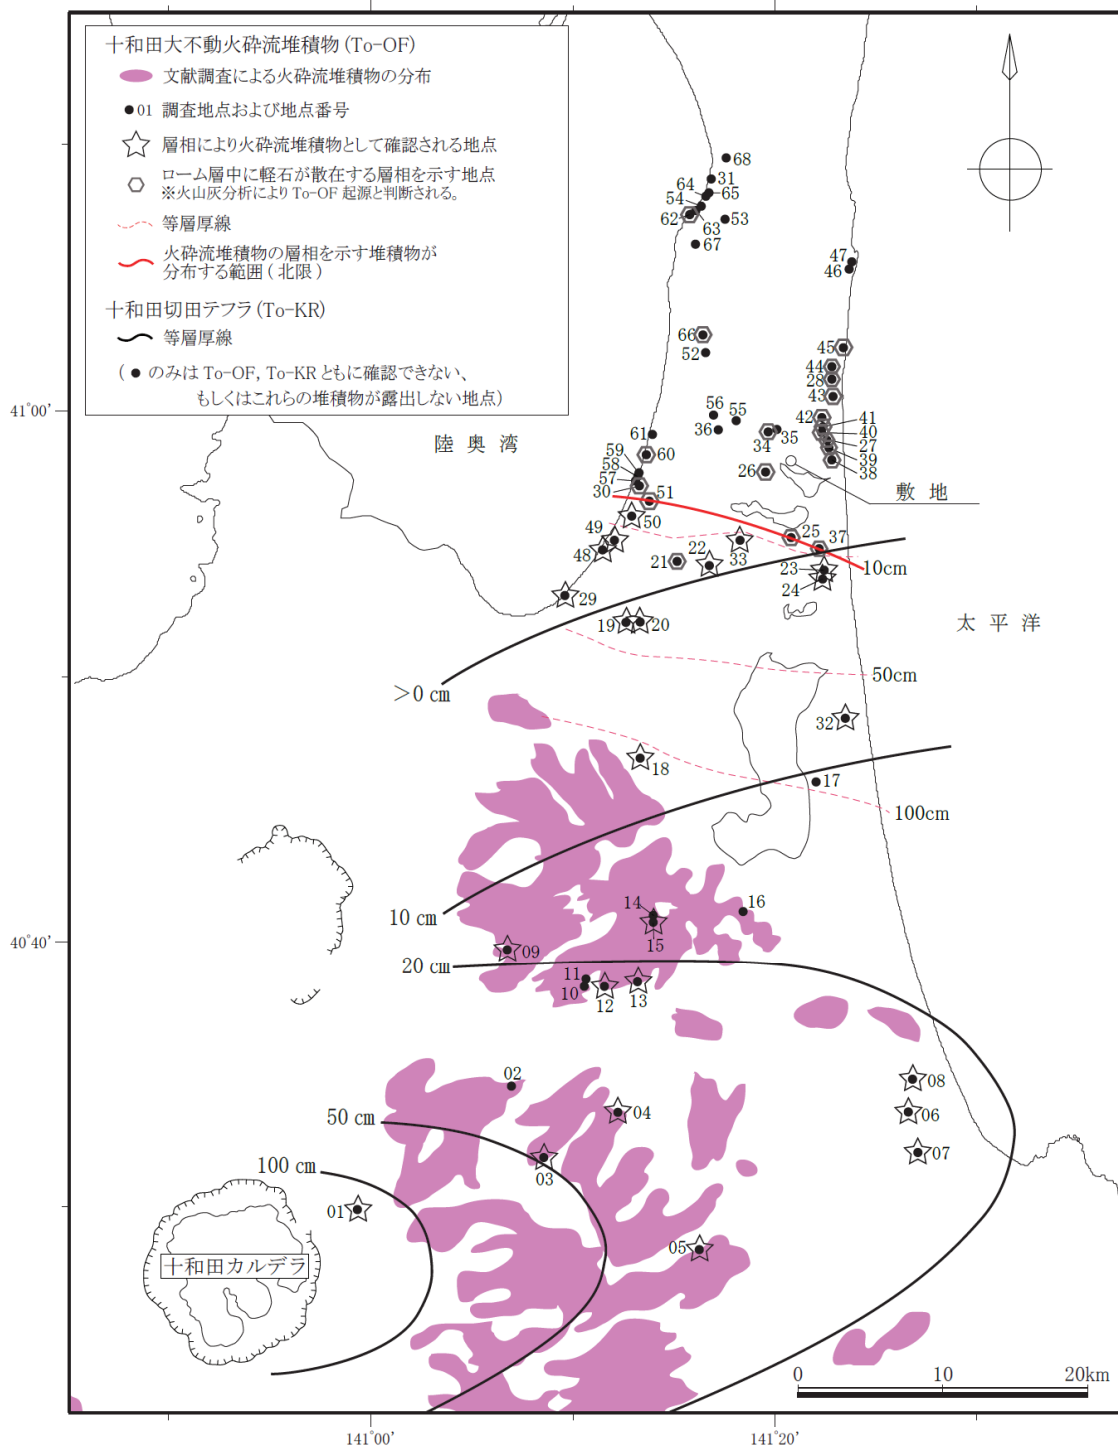 十和田大不動火砕流堆積物 (To-OF)
文献調査による火砕流堆積物の分布
01 調査地点および地点番号
層相により火砕流堆積物として確認される地点
ローム層中に軽石が散在する層相を示す地点
※火山灰分析により To-OF 起源と判断される。
等層厚線
火砕流堆積物の層相を示す堆積物が
分布する範囲 ( 北限 )
十和田切田テフラ (To-KR)
等層厚線
( ● のみは To-OF, To-KR ともに確認できない、
もしくはこれらの堆積物が露出しない地点 )
68
31
64
65
54
62
63
53
67
47
46
66
52
45
44
28
43
41°00'
56
55
42
41
36
34
35
40
27
39
38
61
陸奥湾
59
60
58
57
30
26
51
敷地
50
49
25
37
48
22
33
21
23
10cm
24
29
19
20
太平洋
>0 cm
50cm
32
18
17
100cm
10 cm
14
16
15
40°40'
09
20 cm
11
10
12
13
02
08
04
06
50 cm
07
03
100 cm
01
05
十和田カルデラ
0 10 20km
141°00'
141°20'